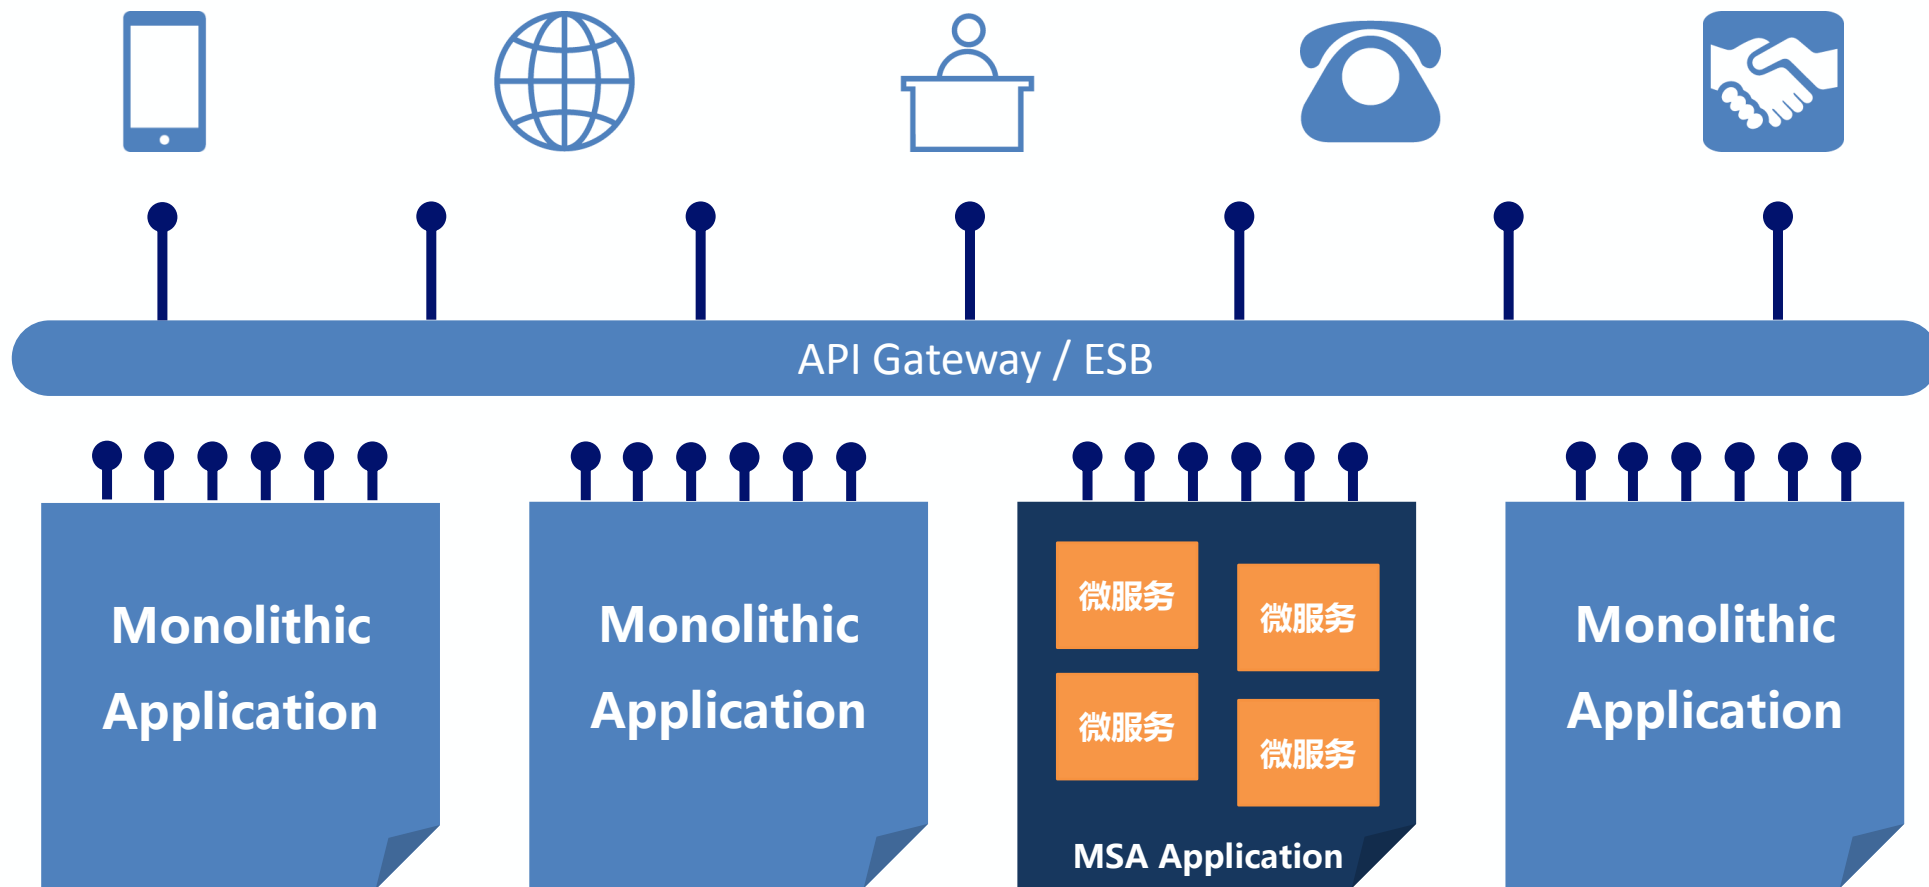 API Gateway / ESB
Monolithic
Application
Monolithic
Application
微服务
微服务
微服务
微服务
MSA Application
Monolithic
Application